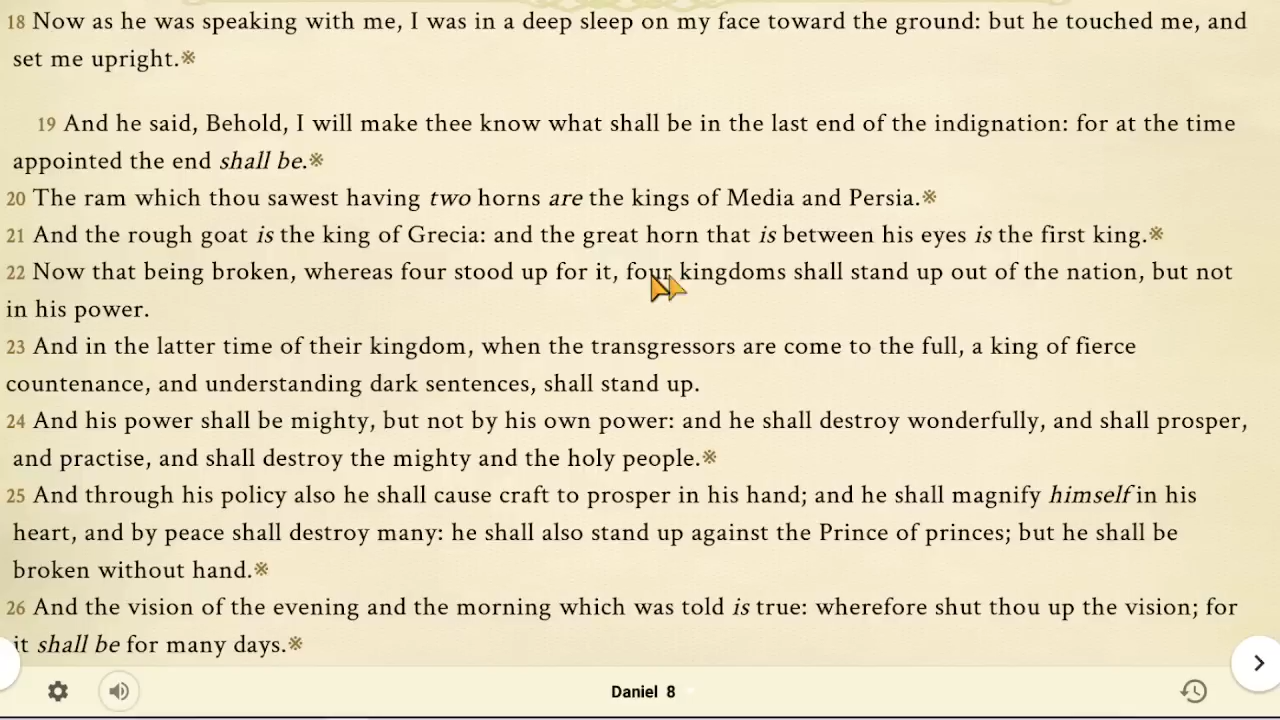 18 Now as he was speaking with me, I was in a deep sleep on my face toward the ground: but he touched me, and
set me upright.※
19 And he said, Behold, I will make thee know what shall be in the last end of the indignation: for at the time
appointed the end shall be.※
20 The ram which thou sawest having two horns are the kings of Media and Persia.※
21 And the rough goat is the king of Grecia: and the great horn that is between his eyes is the first king.※
22 Now that being broken, whereas four stood up for it, four kingdoms shall stand up out of the nation, but not
in his power.
23 And in the latter time of their kingdom, when the transgressors are come to the full, a king of fierce
countenance, and understanding dark sentences, shall stand up.
24 And his power shall be mighty, but not by his own power: and he shall destroy wonderfully, and shall prosper,
and practise, and shall destroy the mighty and the holy people.※
25 And through his policy also he shall cause craft to prosper in his hand; and he shall magnify himself in his
heart, and by peace shall destroy many: he shall also stand up against the Prince of princes; but he shall be
broken without hand.※
26 And the vision of the evening and the morning which was told is true: wherefore shut thou up the vision; for
it shall be for many days.※
Daniel 8